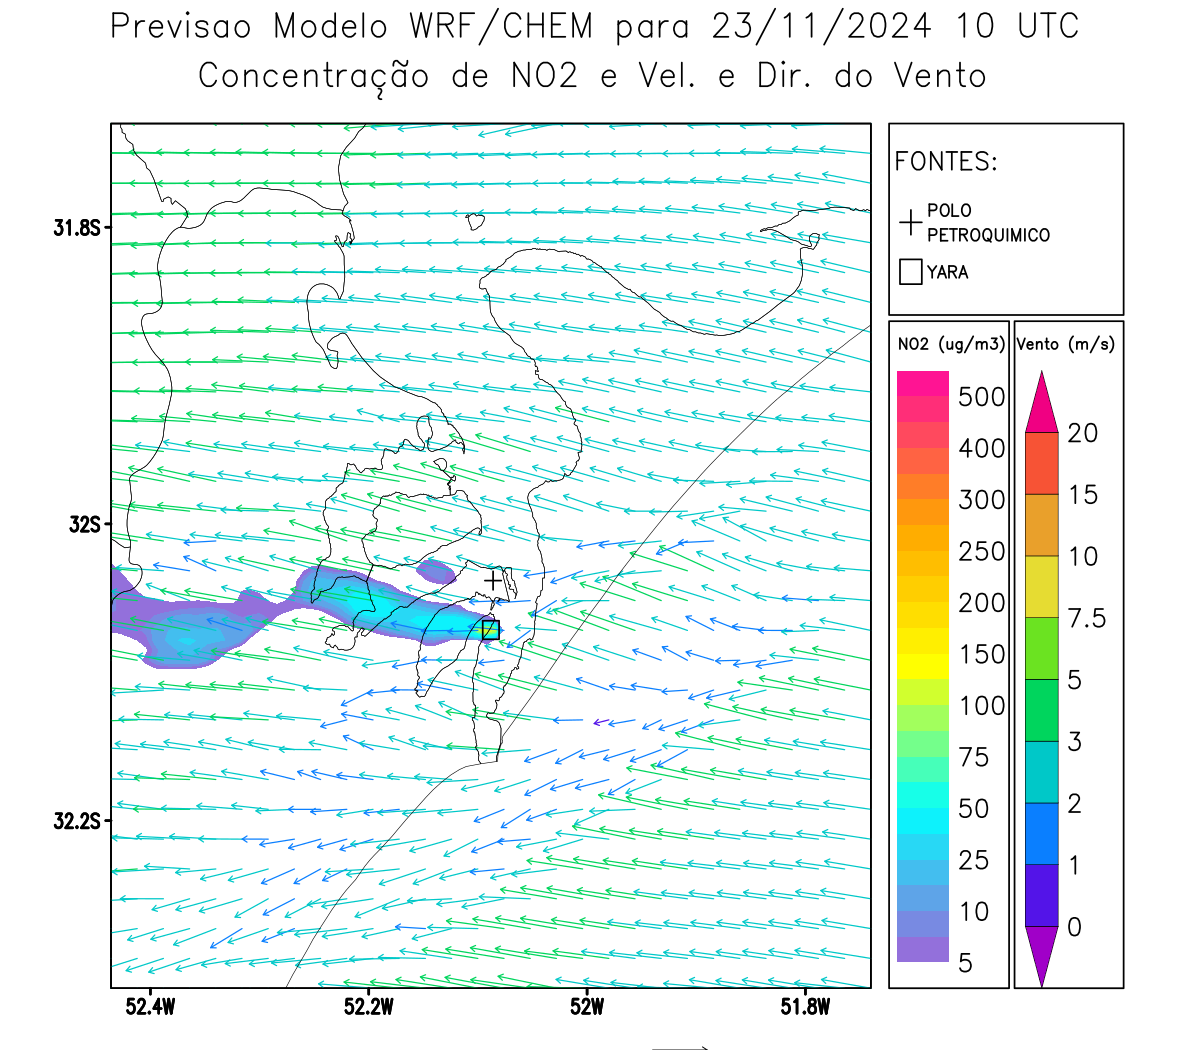 Previsao Modelo WRF/CHEM para 23/11/2024 10 UTC
Concentração de NO2 e Vel. e Dir. do Vento
FONTES:
POLO
PETROQUIMICO
YARA
NO2 (ug/m3)
500
400
300
250
200
150
100
75
50
25
10
5
Vento (m/s)
20
15
10
7.5
5
3
2
1
0
31.8S
32S
32.2S
52.4W
52.2W
52W
51.8W